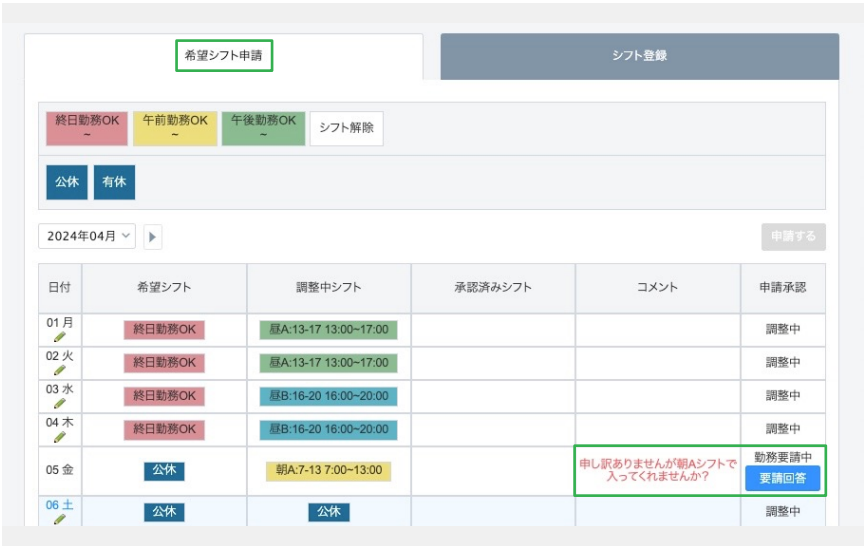 希望シフト申請
シフト登録
終日勤務OK 午前勤務OK 午後勤務OK シフト解除
~ ~ ~
公休 有休
2024年04月 申請する
日付 希望シフト 調整中シフト 承認済みシフト コメント 申請承認
01 月 終日勤務OK 昼A:13-17 13:00~17:00 調整中
02 火 終日勤務OK 昼A:13-17 13:00~17:00 調整中
03 水 終日勤務OK 昼B:16-20 16:00~20:00 調整中
04 木 終日勤務OK 昼B:16-20 16:00~20:00 調整中
05 金 公休 朝A:7-13 7:00~13:00 申し訳ありませんが朝Aシフトで 勤務要請中
入ってくれませんか? 要請回答
06 土 公休 公休 調整中